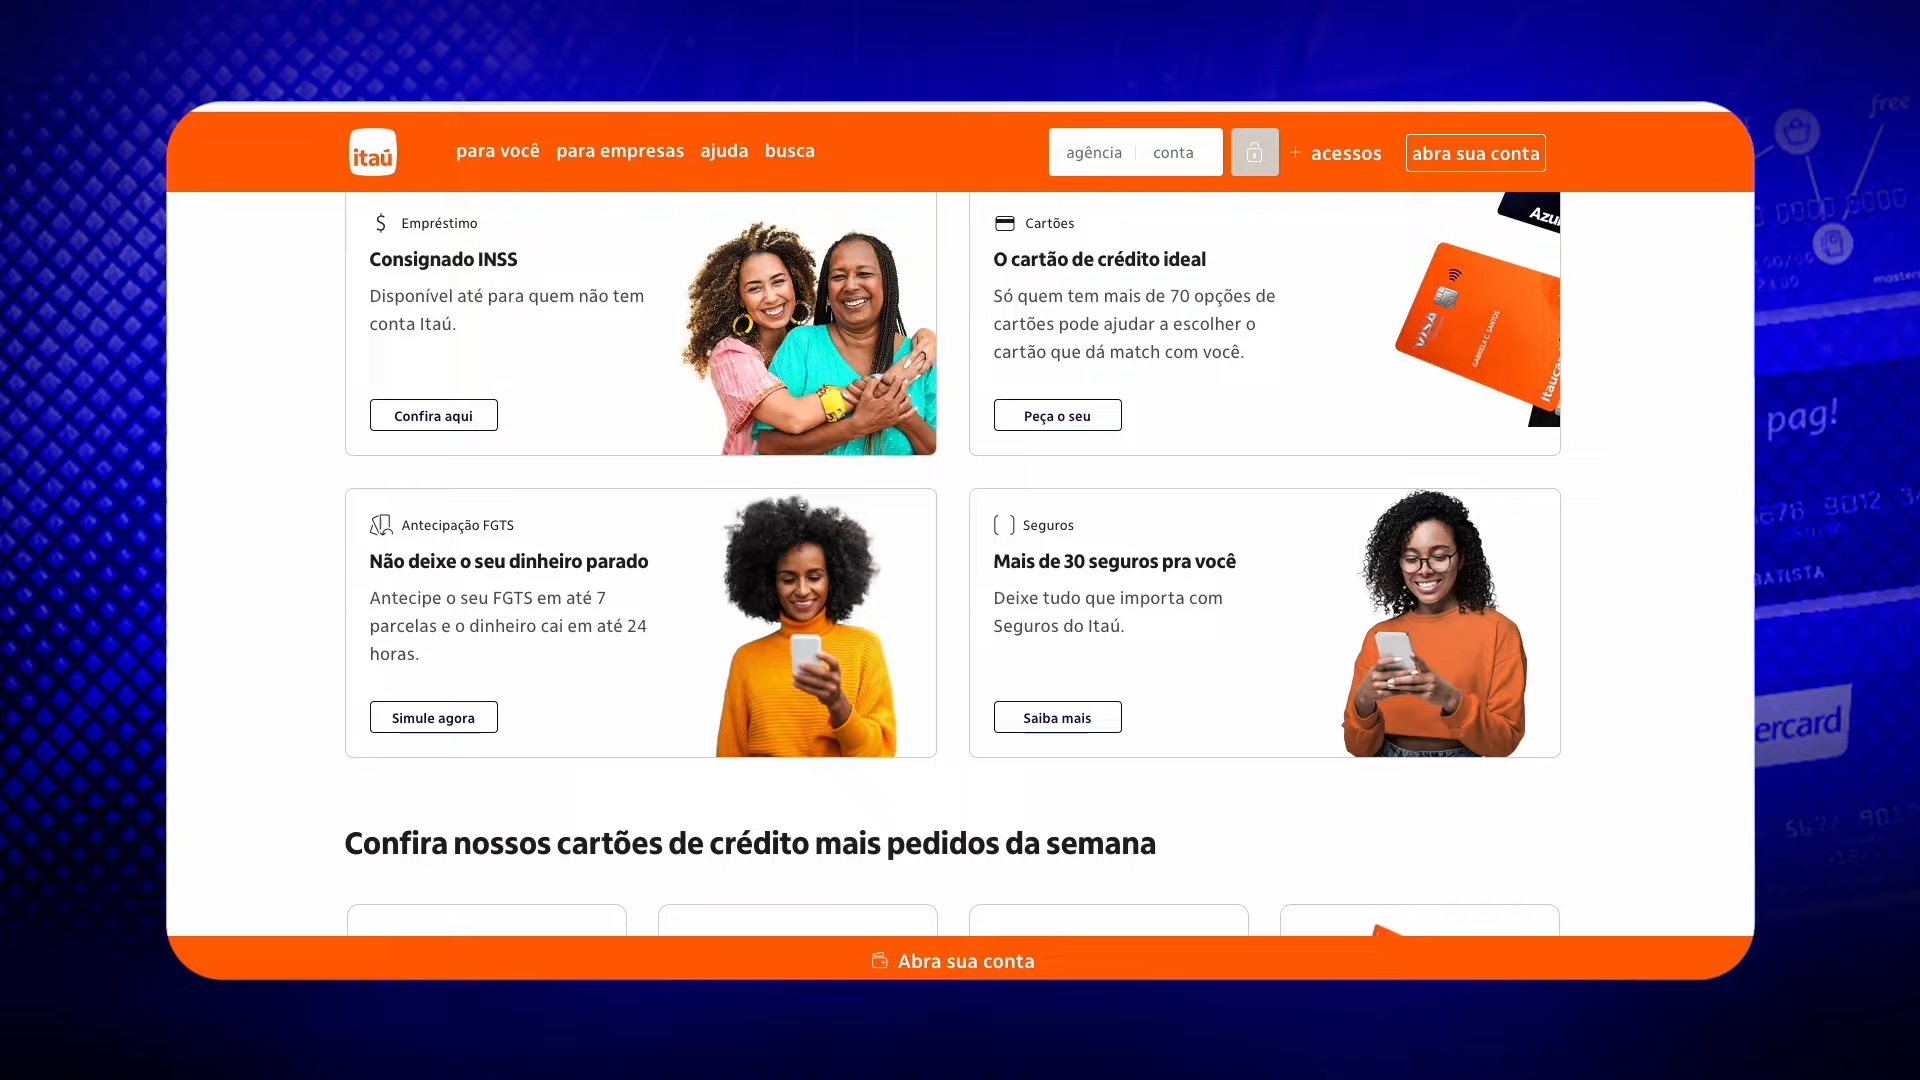 itaú
para você para empresas ajuda busca
agência conta
+ acessos
abra sua conta
Empréstimo
Consignado INSS
Disponível até para quem não tem
conta Itaú.
Confira aqui
Cartões
O cartão de crédito ideal
Só quem tem mais de 70 opções de
cartões pode ajudar a escolher o
cartão que dá match com você.
Peça o seu
VISA
GABRIELA C. SANTOS
Antecipação FGTS
Não deixe o seu dinheiro parado
Antecipe o seu FGTS em até 7
parcelas e o dinheiro cai em até 24
horas.
Simule agora
Seguros
Mais de 30 seguros pra você
Deixe tudo que importa com
Seguros do Itaú.
Saiba mais
Confira nossos cartões de crédito mais pedidos da semana
Abra sua conta
free
pag!
BATISTA
ercard